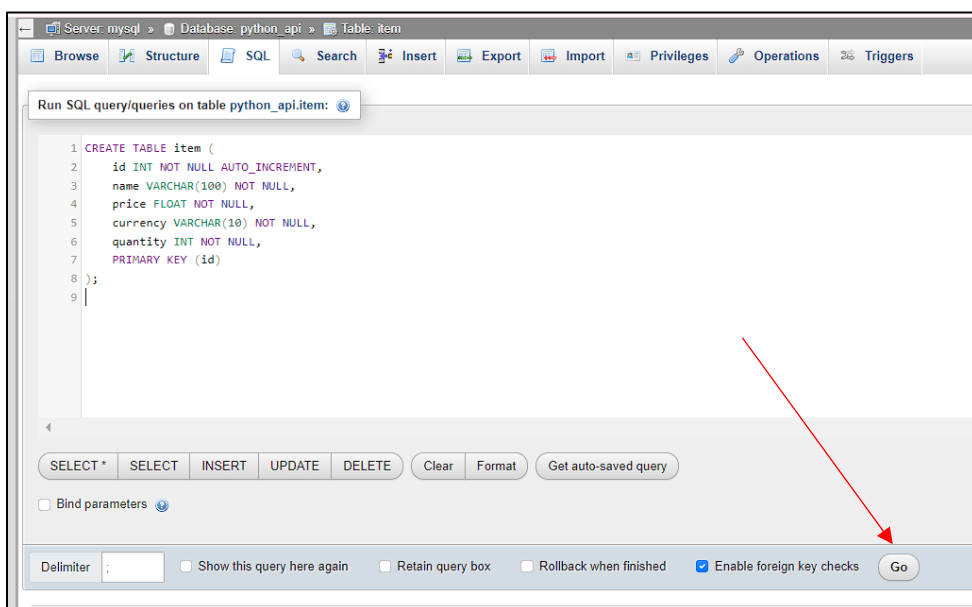 ← Server: mysql » Database: python_api » Table: item
Browse Structure SQL Search Insert Export Import Privileges Operations Triggers
Run SQL query/queries on table python_api.item:
1 CREATE TABLE item (
2 id INT NOT NULL AUTO_INCREMENT,
3 name VARCHAR(100) NOT NULL,
4 price FLOAT NOT NULL,
5 currency VARCHAR(10) NOT NULL,
6 quantity INT NOT NULL,
7 PRIMARY KEY (id)
8 );
9
SELECT * SELECT INSERT UPDATE DELETE Clear Format Get auto-saved query
Bind parameters
Delimiter ; Show this query here again Retain query box Rollback when finished Enable foreign key checks Go